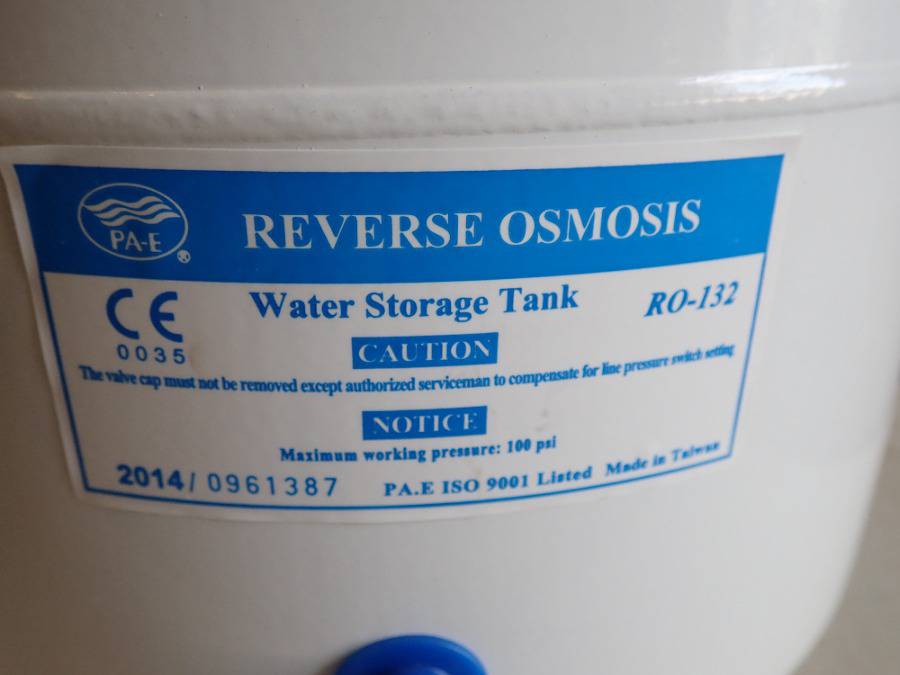 PA-E ®
REVERSE OSMOSIS
CE
0035
Water Storage Tank
RO-132
CAUTION
The valve cap must not be removed except authorized serviceman to compensate for line pressure switch setting
NOTICE
Maximum working pressure: 100 psi
2014/0961387 PA.E ISO 9001 Listed Made in Taiwan